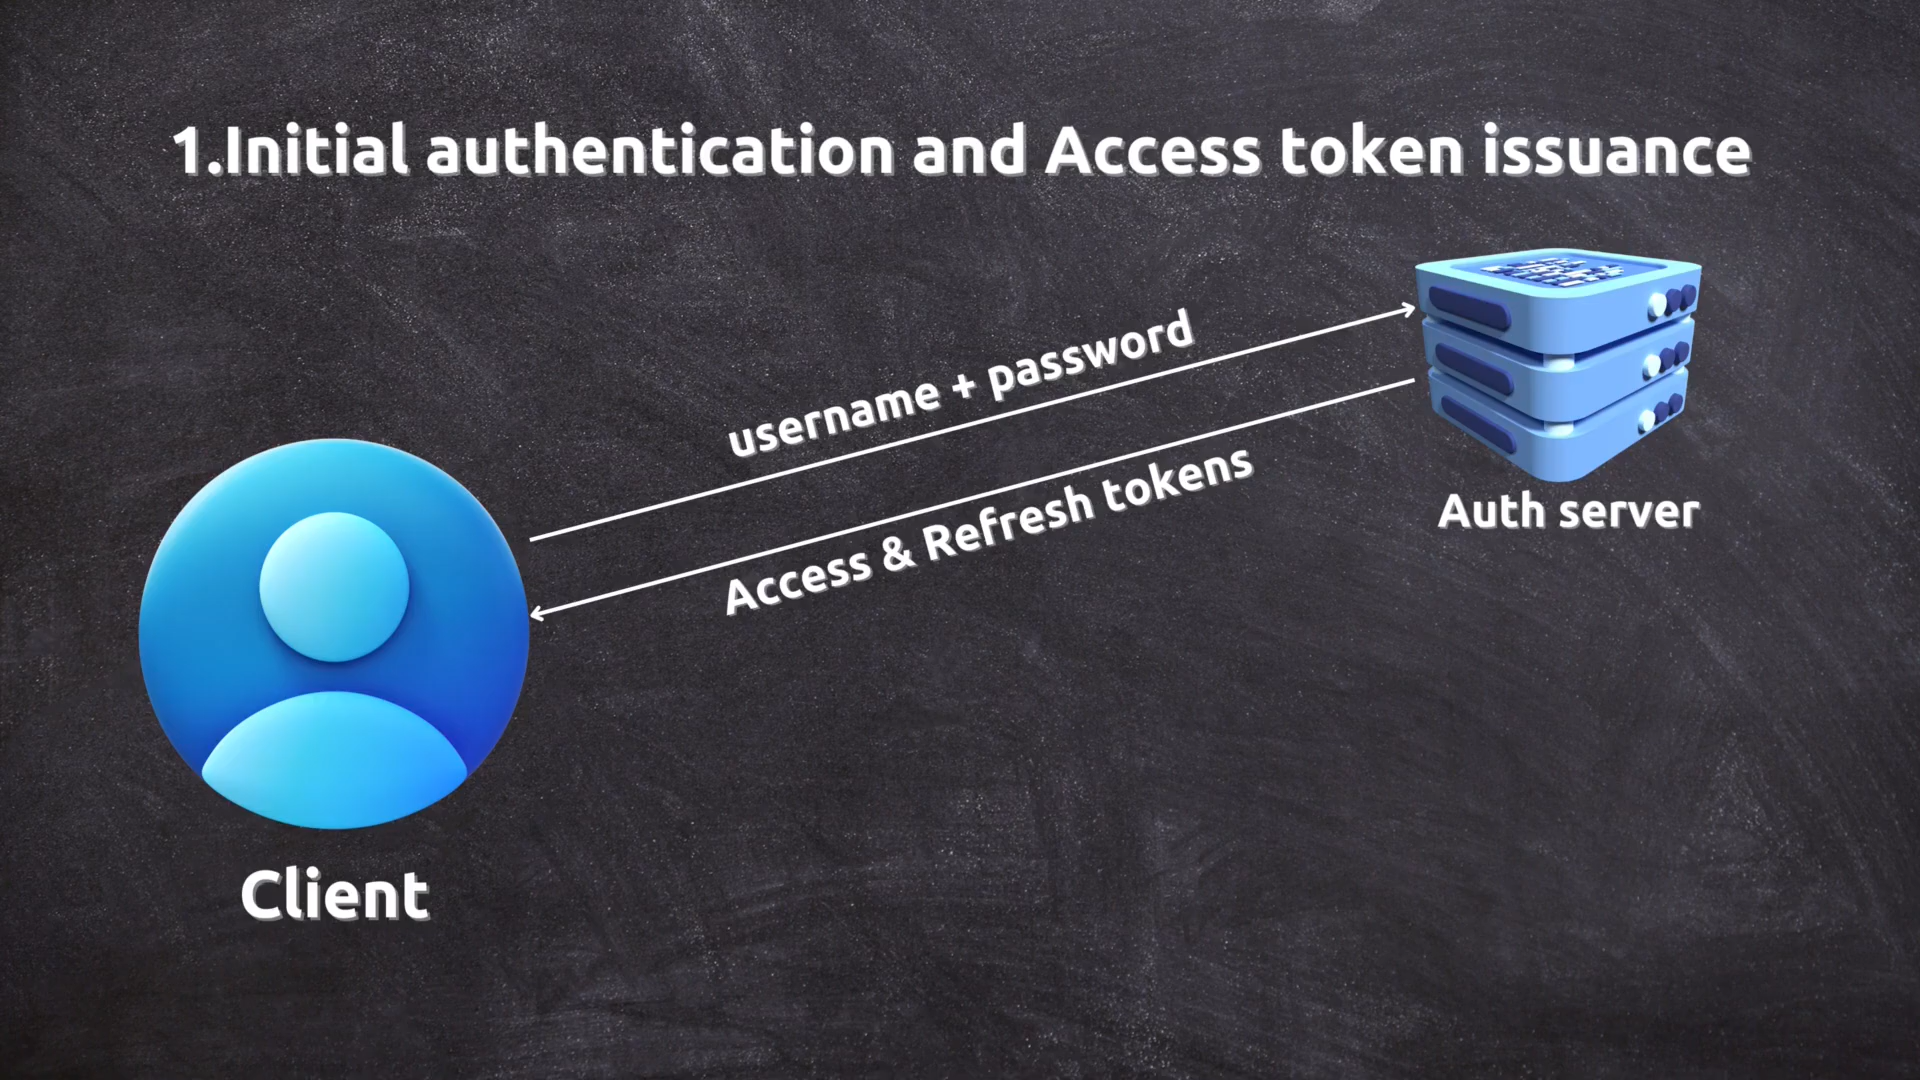 1.Initial authentication and Access token issuance
username + password
Access & Refresh tokens
Auth server
Client